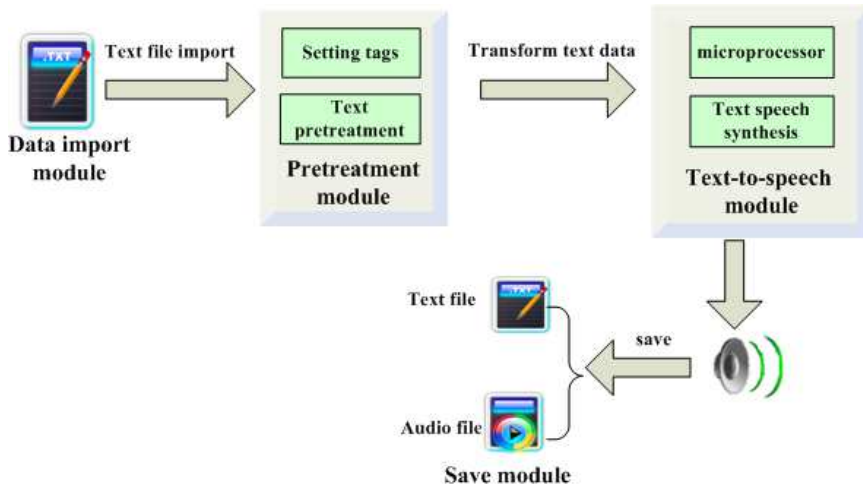 .TXT
Text file import
Data import
module
Setting tags
Text
pretreatment
Pretreatment
module
Transform text data
microprocessor
Text speech
synthesis
Text-to-speech
module
Text file
.TXT
save
Audio file
Save module